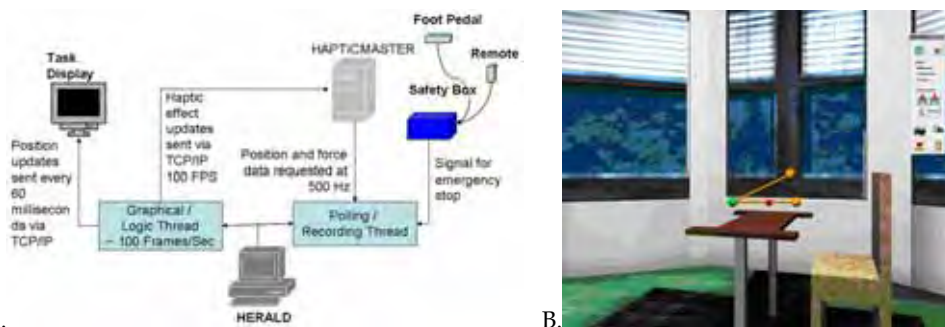 Foot Pedal
HAPTICMASTER
Remote
Task
Display
Safety Box
Haptic
effect
updates
sent via
TCP/IP
100 FPS
Position
updates
sent every
60
millisecon
ds via
TCP/IP
Position and force
data requested at
500 Hz
Signal for
emergency
stop
Graphical /
Logic Thread
~ 100 Frames/Sec
Polling /
Recording Thread
HERALD
.
B.